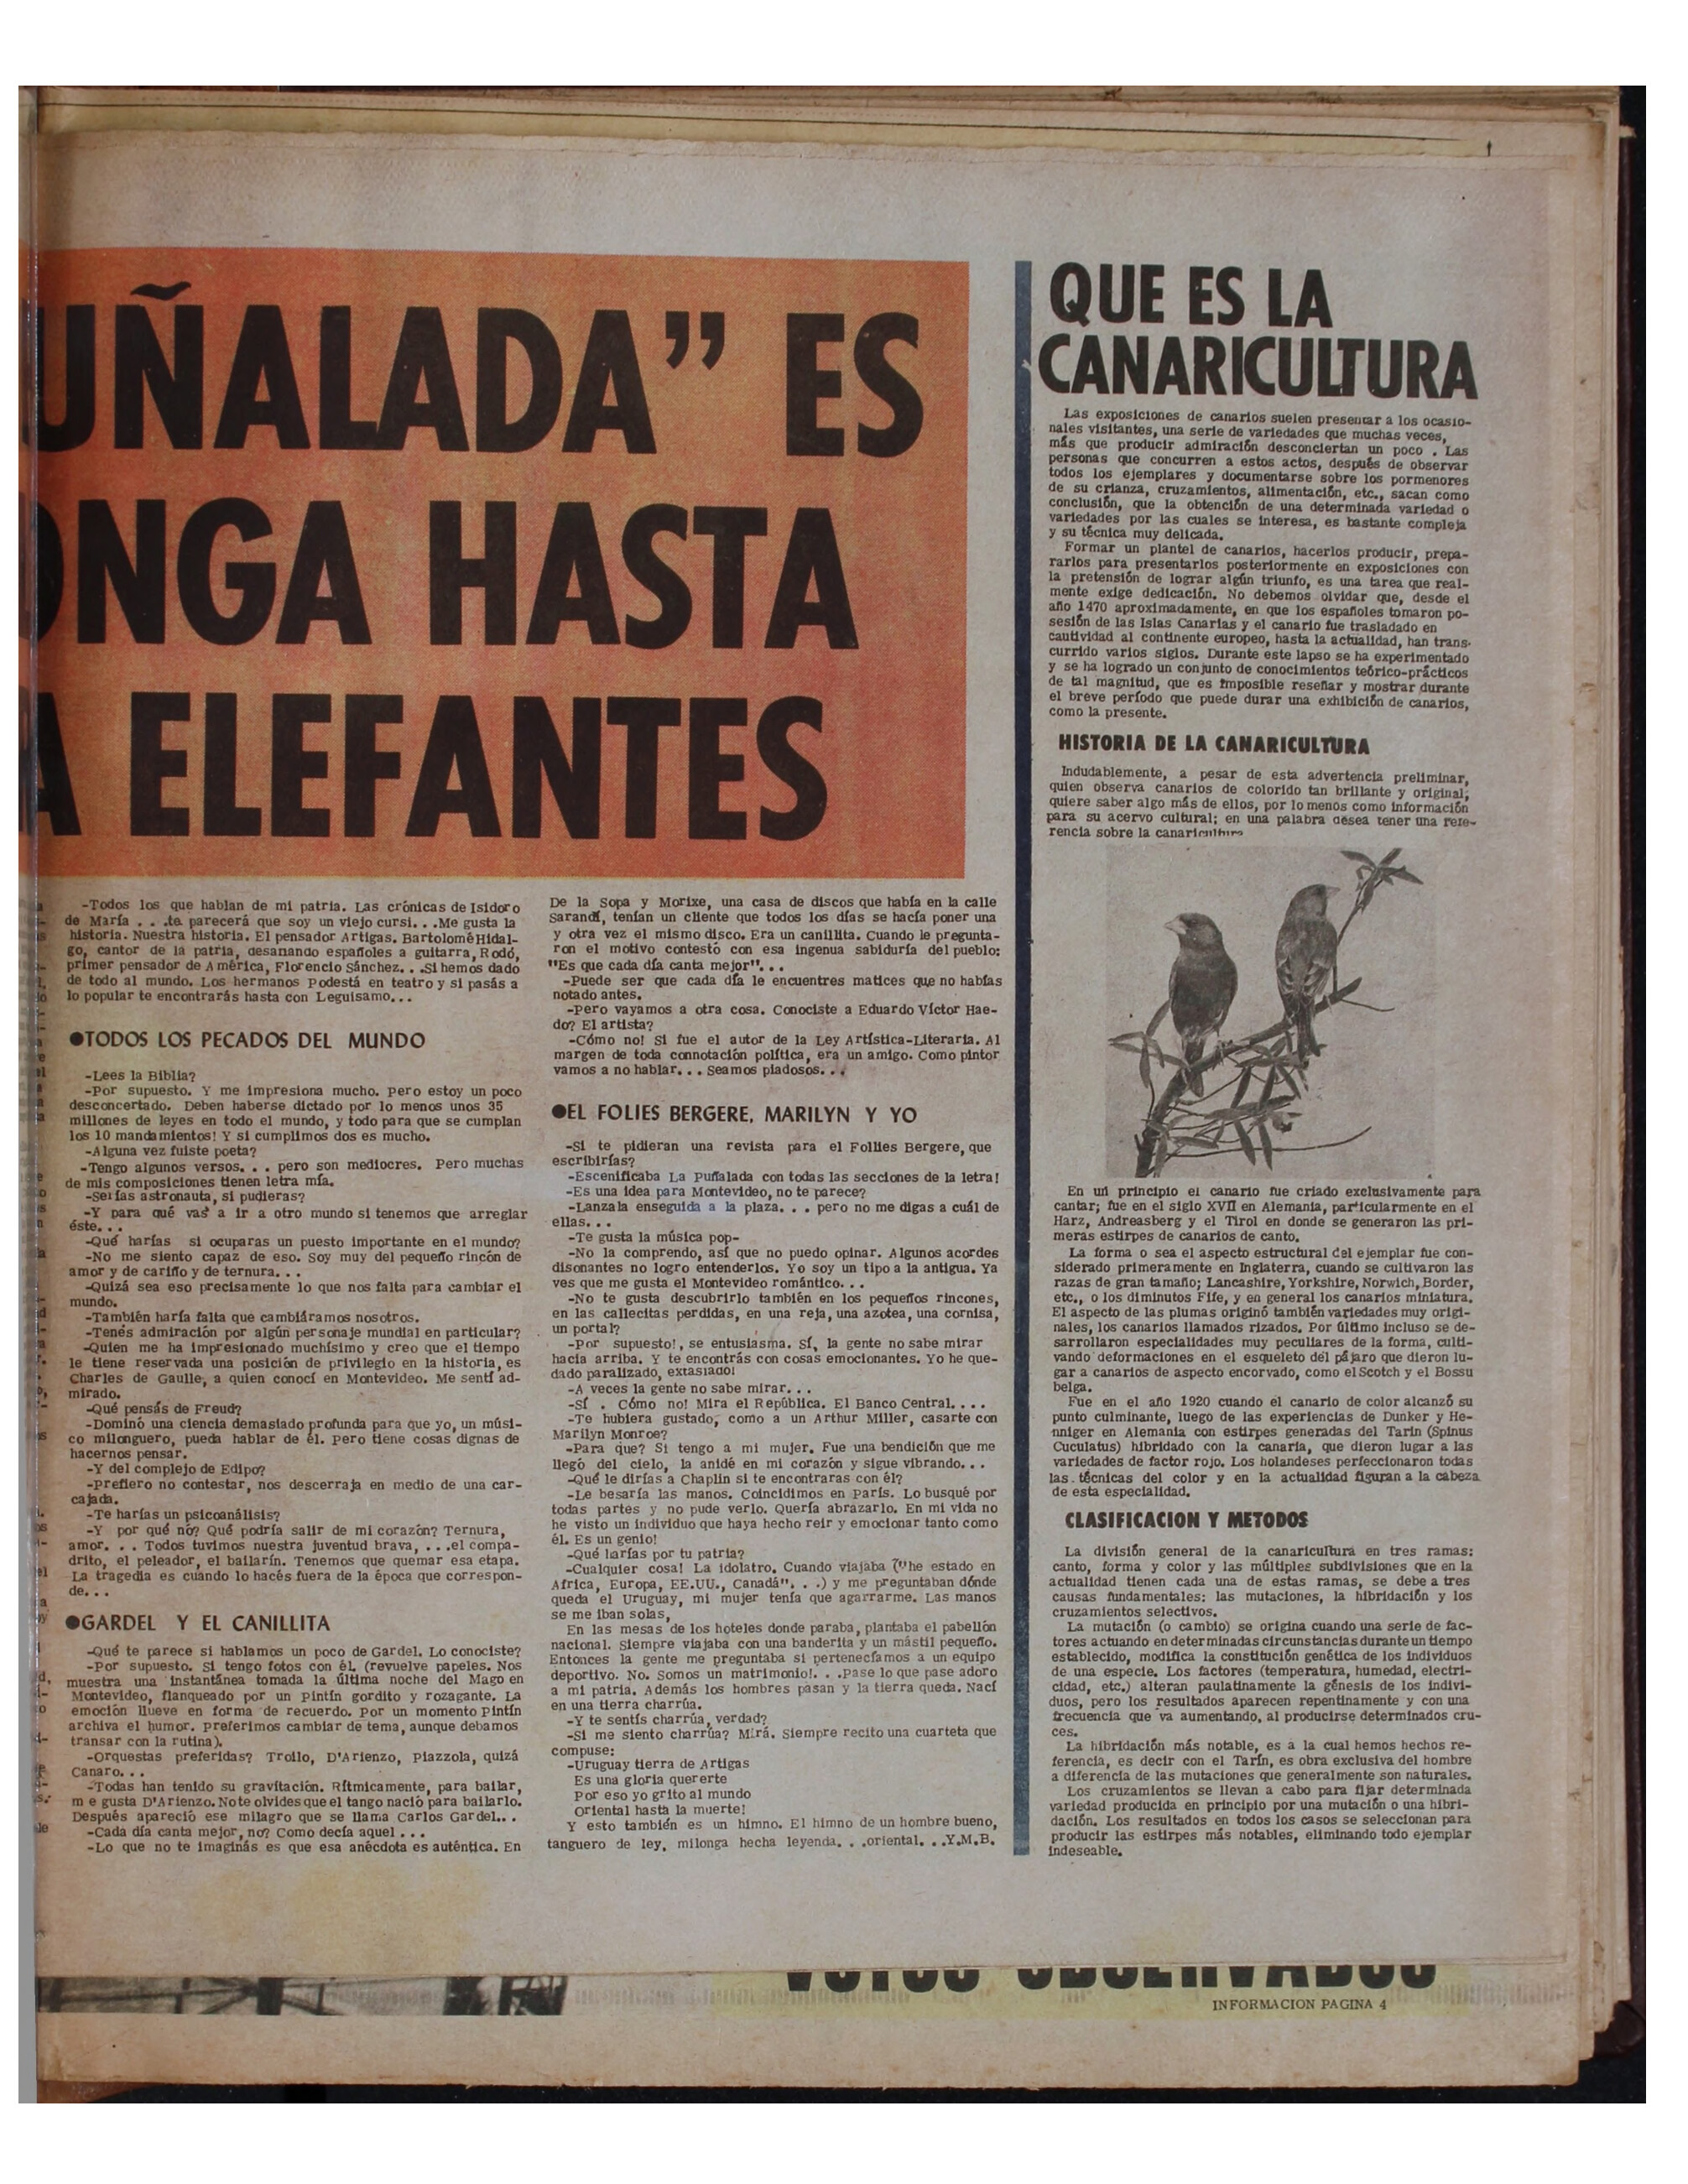 UÑALADA” ES
ONGA HASTA
A ELEFANTES
-Todos los que hablan de mi patria. Las crónicas de Isidoro
de María . . .te parecerá que soy un viejo cursi. . .Me gusta la
historia. Nuestra historia. El pensador Artigas. Bartolomé Hidal-
go, cantor de la patria, desanando españoles a guitarra, Rodó,
primer pensador de América, Florencio Sánchez. . .Si hemos dado
de todo al mundo. Los hermanos Podestá en teatro y si pasás a
lo popular te encontrarás hasta con Leguisamo...
●TODOS LOS PECADOS DEL MUNDO
-Lees la Biblia?
-Por supuesto. Y me impresiona mucho. Pero estoy un poco
desconcertado. Deben haberse dictado por lo menos unos 35
millones de leyes en todo el mundo, y todo para que se cumplan
los 10 mandamientos! Y si cumplimos dos es mucho.
-Alguna vez fuiste poeta?
-Tengo algunos versos. . . pero son mediocres. Pero muchas
de mis composiciones tienen letra mía.
-Serías astronauta, si pudieras?
-Y para qué vas a ir a otro mundo si tenemos que arreglar
éste. . .
-Qué harías si ocuparas un puesto importante en el mundo?
-No me siento capaz de eso. Soy muy del pequeño rincón de
amor y de cariño y de ternura. . .
-Quizá sea eso precisamente lo que nos falta para cambiar el
mundo.
-También haría falta que cambiáramos nosotros.
-Tenés admiración por algún personaje mundial en particular?
-Quien me ha impresionado muchísimo y creo que el tiempo
le tiene reservada una posición de privilegio en la historia, es
Charles de Gaulle, a quien conocí en Montevideo. Me sentí ad-
mirado.
-Qué pensás de Freud?
-Dominó una ciencia demasiado profunda para que yo, un músi-
co milonguero, pueda hablar de él. Pero tiene cosas dignas de
hacernos pensar.
-Y del complejo de Edipo?
-Prefiero no contestar, nos descerraja en medio de una car-
cajada.
-Te harías un psicoanálisis?
-Y por qué no? Qué podría salir de mi corazón? Ternura,
amor. . . Todos tuvimos nuestra juventud brava, . . .el compa-
drito, el peleador, el bailarín. Tenemos que quemar esa etapa.
La tragedia es cuando lo hacés fuera de la época que correspon-
de. . .
●GARDEL Y EL CANILLITA
-Qué te parece si hablamos un poco de Gardel. Lo conociste?
-Por supuesto. Si tengo fotos con él. (revuelve papeles. Nos
muestra una instantánea tomada la última noche del Mago en
Montevideo, flanqueado por un Pintín gordito y rozagante. La
emoción llueve en forma de recuerdo. Por un momento Pintín
archiva el humor. Preferimos cambiar de tema, aunque debamos
transar con la rutina).
-Orquestas preferidas? Troilo, D'Arienzo, Piazzola, quizá
Canaro. . .
-Todas han tenido su gravitación. Rítmicamente, para bailar,
m e gusta D'Arienzo. No te olvides que el tango nació para bailarlo.
Después apareció ese milagro que se llama Carlos Gardel...
-Cada día canta mejor, no? Como decía aquel . . .
-Lo que no te imaginás es que esa anécdota es auténtica. En
De la Sopa y Morixe, una casa de discos que había en la calle
Sarandí, tenían un cliente que todos los días se hacía poner una
y otra vez el mismo disco. Era un canillita. Cuando le pregunta-
ron el motivo contestó con esa ingenua sabiduría del pueblo:
"Es que cada día canta mejor". . .
-Puede ser que cada día le encuentres matices que no habías
notado antes.
-Pero vayamos a otra cosa. Conociste a Eduardo Víctor Hae-
do? El artista?
-Cómo no! Si fue el autor de la Ley Artística-Literaria. Al
margen de toda connotación política, era un amigo. Como pintor
vamos a no hablar. . . Seamos piadosos. . .
●EL FOLIES BERGERE, MARILYN Y YO
-Si te pidieran una revista para el Follies Bergere, que
escribirías?
-Escenificaba La Puñalada con todas las secciones de la letra!
-Es una idea para Montevideo, no te parece?
-Lanzala enseguida a la plaza. . . pero no me digas a cuál de
ellas. . .
-Te gusta la música pop-
-No la comprendo, así que no puedo opinar. Algunos acordes
disonantes no logro entenderlos. Yo soy un tipo a la antigua. Ya
ves que me gusta el Montevideo romántico. . .
-No te gusta descubrirlo también en los pequeños rincones,
en las callecitas perdidas, en una reja, una azotea, una cornisa,
un portal?
-Por supuesto!, se entusiasma. Sí, la gente no sabe mirar
hacia arriba. Y te encontrás con cosas emocionantes. Yo he que-
dado paralizado, extasiado!
-A veces la gente no sabe mirar. . .
-Sí . Cómo no! Mira el República. El Banco Central. . . .
-Te hubiera gustado, como a un Arthur Miller, casarte con
Marilyn Monroe?
-Para que? Si tengo a mi mujer. Fue una bendición que me
llegó del cielo, la anidé en mi corazón y sigue vibrando. . .
-Qué le dirías a Chaplin si te encontraras con él?
-Le besaría las manos. Coincidimos en París. Lo busqué por
todas partes y no pude verlo. Quería abrazarlo. En mi vida no
he visto un individuo que haya hecho reir y emocionar tanto como
él. Es un genio!
-Qué harías por tu patria?
-Cualquier cosa! La idolatro. Cuando viajaba ("he estado en
Africa, Europa, EE.UU., Canadá". . .) y me preguntaban dónde
queda el Uruguay, mi mujer tenía que agarrarme. Las manos
se me iban solas,
En las mesas de los hoteles donde paraba, plantaba el pabellón
nacional. Siempre viajaba con una banderita y un mástil pequeño.
Entonces la gente me preguntaba si pertenecíamos a un equipo
deportivo. No. Somos un matrimonio!. . .Pase lo que pase adoro
a mi patria. Además los hombres pasan y la tierra queda. Nací
en una tierra charrúa.
-Y te sentís charrúa, verdad?
-Si me siento charrúa? Mirá. Siempre recito una cuarteta que
compuse:
-Uruguay tierra de Artigas
Es una gloria quererte
Por eso yo grito al mundo
Oriental hasta la muerte!
Y esto también es un himno. El himno de un hombre bueno,
tanguero de ley, milonga hecha leyenda. . .oriental. . .Y.M.B.
QUE ES LA
CANARICULTURA
Las exposiciones de canarios suelen presentar a los ocasio-
nales visitantes, una serie de variedades que muchas veces,
más que producir admiración desconciertan un poco . Las
personas que concurren a estos actos, después de observar
todos los ejemplares y documentarse sobre los pormenores
de su crianza, cruzamientos, alimentación, etc., sacan como
conclusión, que la obtención de una determinada variedad o
variedades por las cuales se interesa, es bastante compleja
y su técnica muy delicada.
Formar un plantel de canarios, hacerlos producir, prepa-
rarlos para presentarlos posteriormente en exposiciones con
la pretensión de lograr algún triunfo, es una tarea que real-
mente exige dedicación. No debemos olvidar que, desde el
año 1470 aproximadamente, en que los españoles tomaron po-
sesión de las Islas Canarias y el canario fue trasladado en
cautividad al continente europeo, hasta la actualidad, han trans-
currido varios siglos. Durante este lapso se ha experimentado
y se ha logrado un conjunto de conocimientos teórico-prácticos
de tal magnitud, que es imposible reseñar y mostrar durante
el breve período que puede durar una exhibición de canarios,
como la presente.
HISTORIA DE LA CANARICULTURA
Indudablemente, a pesar de esta advertencia preliminar,
quien observa canarios de colorido tan brillante y original;
quiere saber algo más de ellos, por lo menos como información
para su acervo cultural; en una palabra desea tener una refe-
rencia sobre la canaricultura
En un principio el canario fue criado exclusivamente para
cantar; fue en el siglo XVII en Alemania, particularmente en el
Harz, Andreasberg y el Tirol en donde se generaron las pri-
meras estirpes de canarios de canto.
La forma o sea el aspecto estructural del ejemplar fue con-
siderado primeramente en Inglaterra, cuando se cultivaron las
razas de gran tamaño; Lancashire, Yorkshire, Norwich, Border,
etc., o los diminutos Fife, y en general los canarios miniatura.
El aspecto de las plumas originó también variedades muy origi-
nales, los canarios llamados rizados. Por último incluso se de-
sarrollaron especialidades muy peculiares de la forma, culti-
vando deformaciones en el esqueleto del pájaro que dieron lu-
gar a canarios de aspecto encorvado, como el Scotch y el Bossu
belga.
Fue en el año 1920 cuando el canario de color alcanzó su
punto culminante, luego de las experiencias de Dunker y He-
nniger en Alemania con estirpes generadas del Tarín (Spinus
Cuculatus) hibridado con la canaria, que dieron lugar a las
variedades de factor rojo. Los holandeses perfeccionaron todas
las técnicas del color y en la actualidad figuran a la cabeza
de esta especialidad.
CLASIFICACION Y METODOS
La división general de la canaricultura en tres ramas:
canto, forma y color y las múltiples subdivisiones que en la
actualidad tienen cada una de estas ramas, se debe a tres
causas fundamentales: las mutaciones, la hibridación y los
cruzamientos selectivos.
La mutación (o cambio) se origina cuando una serie de fac-
tores actuando en determinadas circunstancias durante un tiempo
establecido, modifica la constitución genética de los individuos
de una especie. Los factores (temperatura, humedad, electri-
cidad, etc.) alteran paulatinamente la génesis de los indivi-
duos, pero los resultados aparecen repentinamente y con una
frecuencia que va aumentando, al producirse determinados cru-
ces.
La hibridación más notable, es a la cual hemos hechos re-
ferencia, es decir con el Tarín, es obra exclusiva del hombre
a diferencia de las mutaciones que generalmente son naturales.
Los cruzamientos se llevan a cabo para fijar determinada
variedad producida en principio por una mutación o una hibri-
dación. Los resultados en todos los casos se seleccionan para
producir las estirpes más notables, eliminando todo ejemplar
indeseable.
VOTOS OBSERVADOS
INFORMACION PAGINA 4